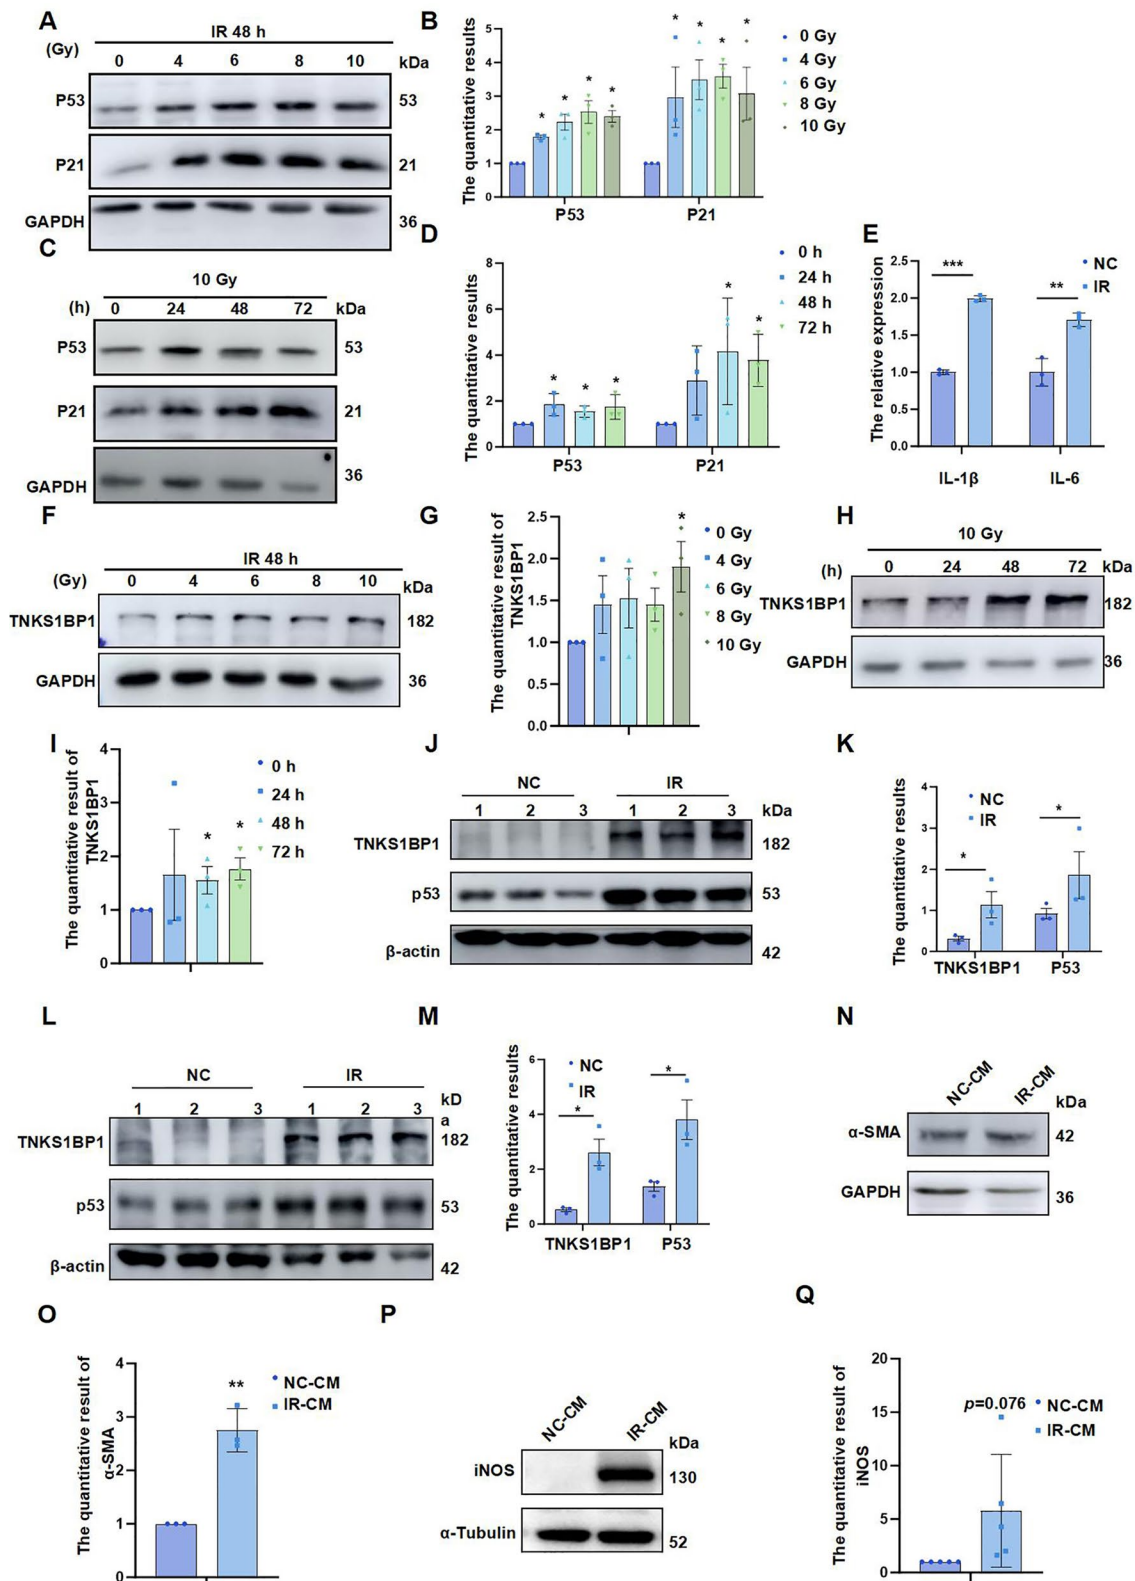 A
IR 48 h
(Gy) 0 4 6 8 10 kDa
P53 53
P21 21
GAPDH 36
B
The quantitative results
5
4
3
2
1
0
* * * * * * * *
P53 P21
0 Gy
4 Gy
6 Gy
8 Gy
10 Gy
C
10 Gy
(h) 0 24 48 72 kDa
P53 53
P21 21
GAPDH 36
D
The quantitative results
8
6
4
2
0
* * * * *
P53 P21
0 h
24 h
48 h
72 h
E
The relative expression
2.5
2.0
1.5
1.0
0.5
0.0
*** **
IL-1β IL-6
NC
IR
F
IR 48 h
(Gy) 0 4 6 8 10 kDa
TNKS1BP1 182
GAPDH 36
G
The quantitative result of
TNKS1BP1
2.5
2.0
1.5
1.0
0.5
0.0
*
0 Gy
4 Gy
6 Gy
8 Gy
10 Gy
H
10 Gy
(h) 0 24 48 72 kDa
TNKS1BP1 182
GAPDH 36
I
The quantitative result of
TNKS1BP1
4
3
2
1
0
* *
0 h
24 h
48 h
72 h
J
NC IR
1 2 3 1 2 3 kDa
TNKS1BP1 182
p53 53
β-actin 42
K
The quantitative results
4
3
2
1
0
NC
IR
* *
TNKS1BP1 P53
L
NC IR
1 2 3 1 2 3 kD
a
TNKS1BP1 182
p53 53
β-actin 42
M
The quantitative results
6
4
2
0
NC
IR
* *
TNKS1BP1 P53
N
NC-CM IR-CM
kDa
α-SMA 42
GAPDH 36
O
The quantitative result of
α-SMA
4
3
2
1
0
**
NC-CM
IR-CM
P
NC-CM IR-CM
kDa
iNOS 130
α-Tubulin 52
Q
The quantitative result of
iNOS
20
15
10
5
0
p=0.076
NC-CM
IR-CM